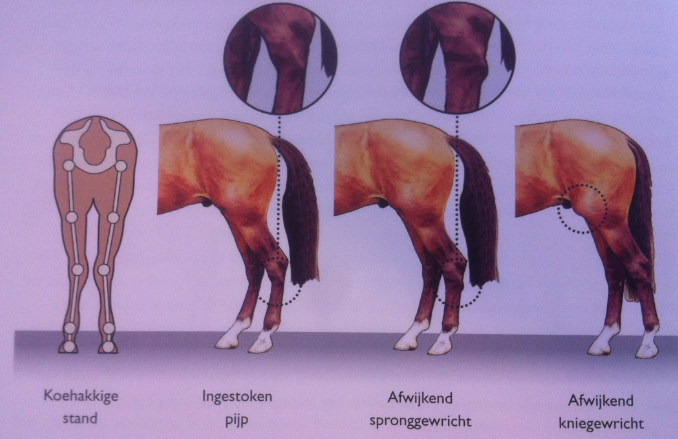 Koehakkige
stand
Ingestoken
pijp
Afwijkend
spronggewricht
Afwijkend
kniegewricht